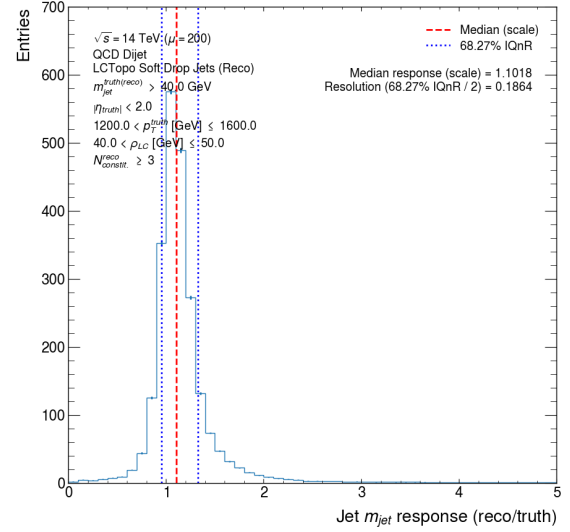 √s = 14 TeV (μ = 200)
QCD Dijet
LCTopo Soft Drop Jets (Reco)
m_jet^truth(reco) > 40.0 GeV
|η_truth| < 2.0
1200.0 < p_T^truth [GeV] ≤ 1600.0
40.0 < ρ_LC [GeV] ≤ 50.0
N_constit.^reco ≥ 3
Median (scale)
68.27% IQnR
Median response (scale) = 1.1018
Resolution (68.27% IQnR / 2) = 0.1864
Entries
700
600
500
400
300
200
100
0
0 1 2 3 4 5
Jet m_jet response (reco/truth)